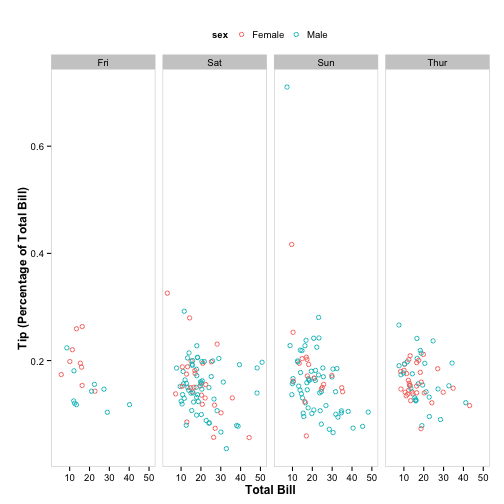 sex Female Male
Fri Sat Sun Thur
0.6
0.4
0.2
Tip (Percentage of Total Bill)
10 20 30 40 50 10 20 30 40 50 10 20 30 40 50 10 20 30 40 50
Total Bill